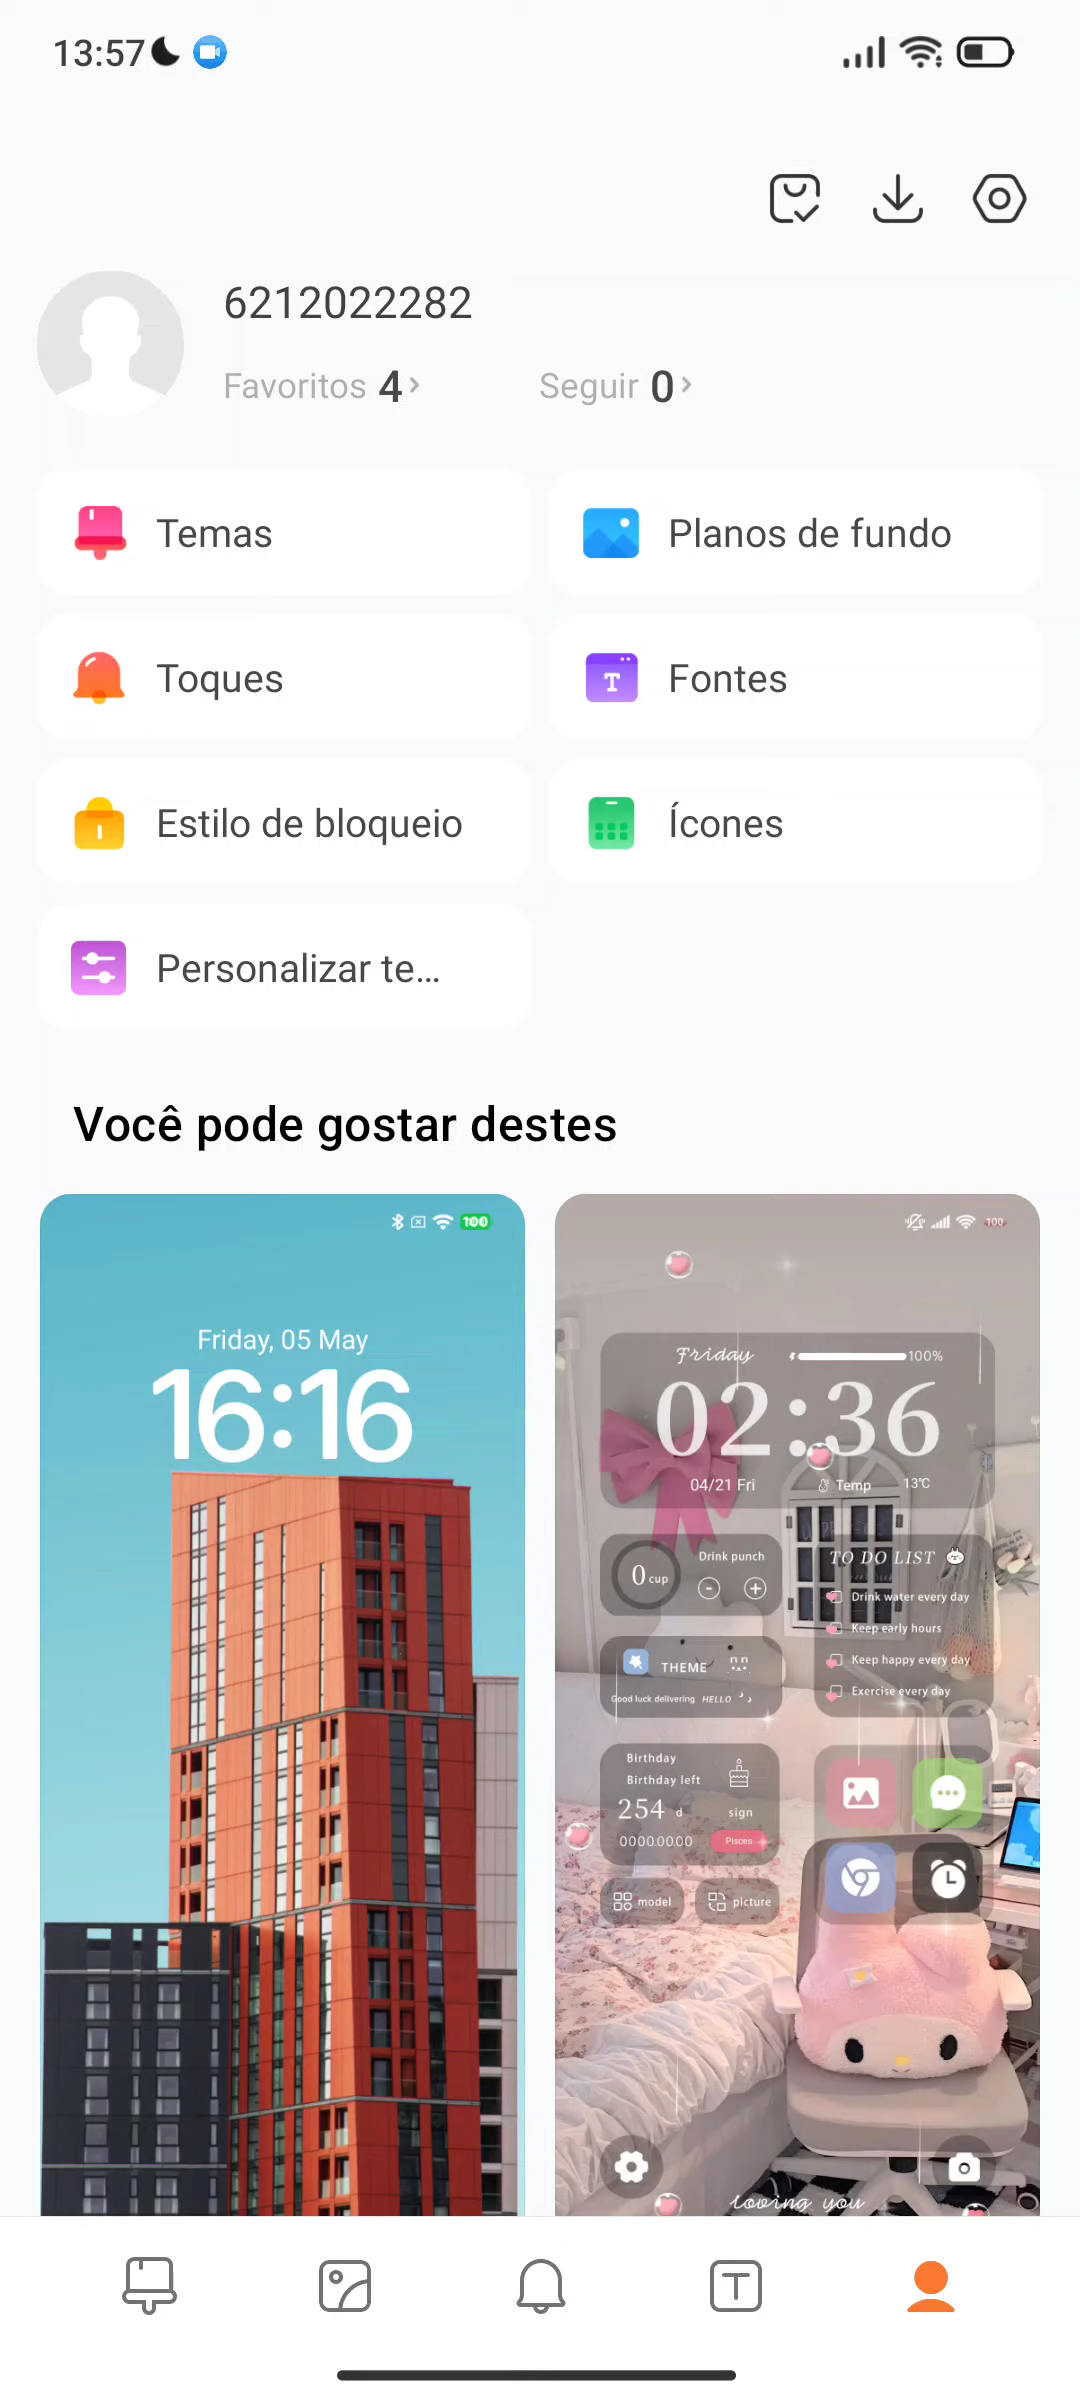 13:57
6212022282
Favoritos 4
Seguir 0
Temas
Planos de fundo
Toques
Fontes
Estilo de bloqueio
Ícones
Personalizar te...
Você pode gostar destes
100
Friday, 05 May
16:16
100
Friday
100%
02:36
04/21 Fri
Temp
13℃
0 cup
Drink punch
TO DO LIST
Drink water every day
Keep early hours
Keep happy every day
Exercise every day
THEME
Good luck delivering HELLO
Birthday
Birthday left
254 d
sign
0000.00.00
Pisces
model
picture
loving you